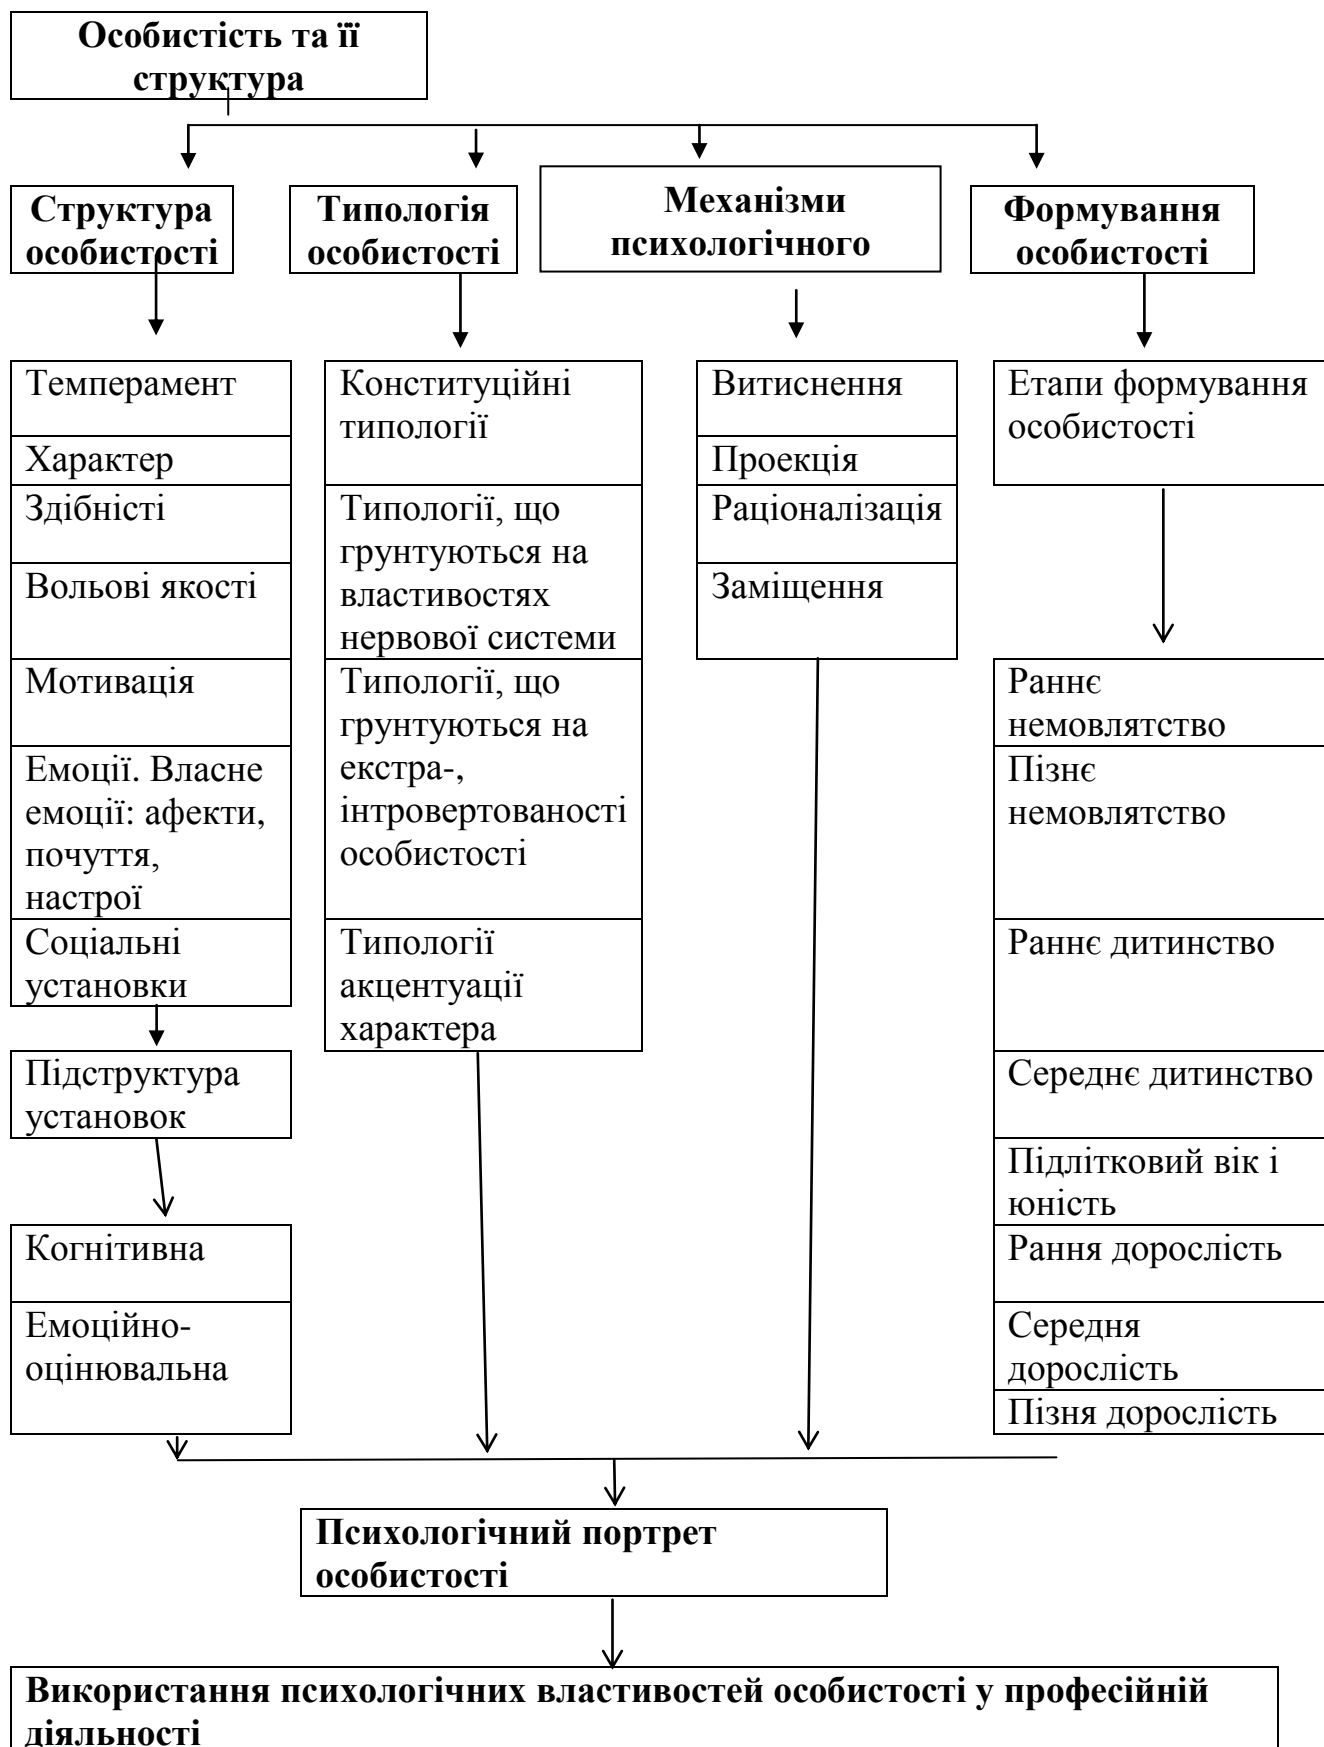 Особистість та її
структура
Структура
особистості
Типологія
особистості
Механізми
психологічного
Формування
особистості
Темперамент
Характер
Здібністі
Вольові якості
Мотивація
Емоції. Власне
емоції: афекти,
почуття,
настрої
Соціальні
установки
Підструктура
установок
Когнітивна
Емоційно-
оцінювальна
Конституційні
типології
Типології, що
грунтуються на
властивостях
нервової системи
Типології, що
грунтуються на
екстра-,
інтровертованості
особистості
Типології
акцентуації
характера
Витиснення
Проекція
Раціоналізація
Заміщення
Етапи формування
особистості
Раннє
немовлятство
Пізнє
немовлятство
Раннє дитинство
Середнє дитинство
Підлітковий вік і
юність
Рання дорослість
Середня
дорослість
Пізня дорослість
Психологічний портрет
особистості
Використання психологічних властивостей особистості у професійній
діяльності